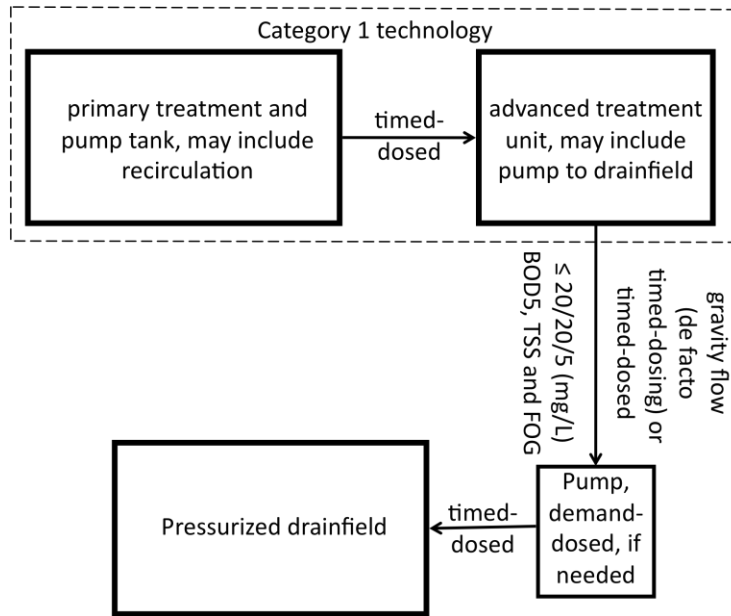 Category 1 technology
primary treatment and
pump tank, may include
recirculation
timed-
dosed
advanced treatment
unit, may include
pump to drainfield
gravity flow
(de facto
timed-dosing) or
timed-dosed
≤ 20/20/5 (mg/L)
BOD5, TSS and FOG
Pump,
demand-
dosed, if
needed
timed-
dosed
Pressurized drainfield